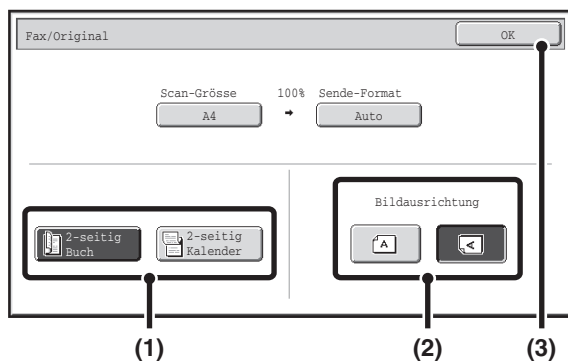 Fax/Original
OK
Scan-Grösse 100% Sende-Format
A4 Auto
Bildausrichtung
2-seitig
Buch
2-seitig
Kalender
A
A
(1) (2) (3)